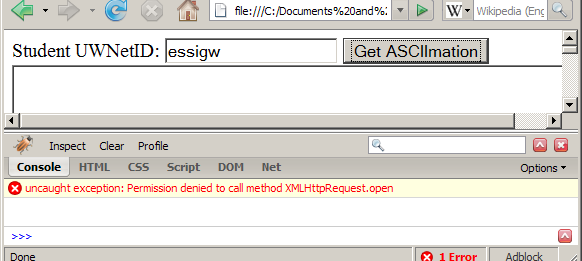 file:///C:/Documents%20and%20
W Wikipedia (Eng
Student UWNetID: essigw Get ASCIImation
Inspect Clear Profile
Console HTML CSS Script DOM Net Options
uncaught exception: Permission denied to call method XMLHttpRequest.open
>>>
Done 1 Error Adblock